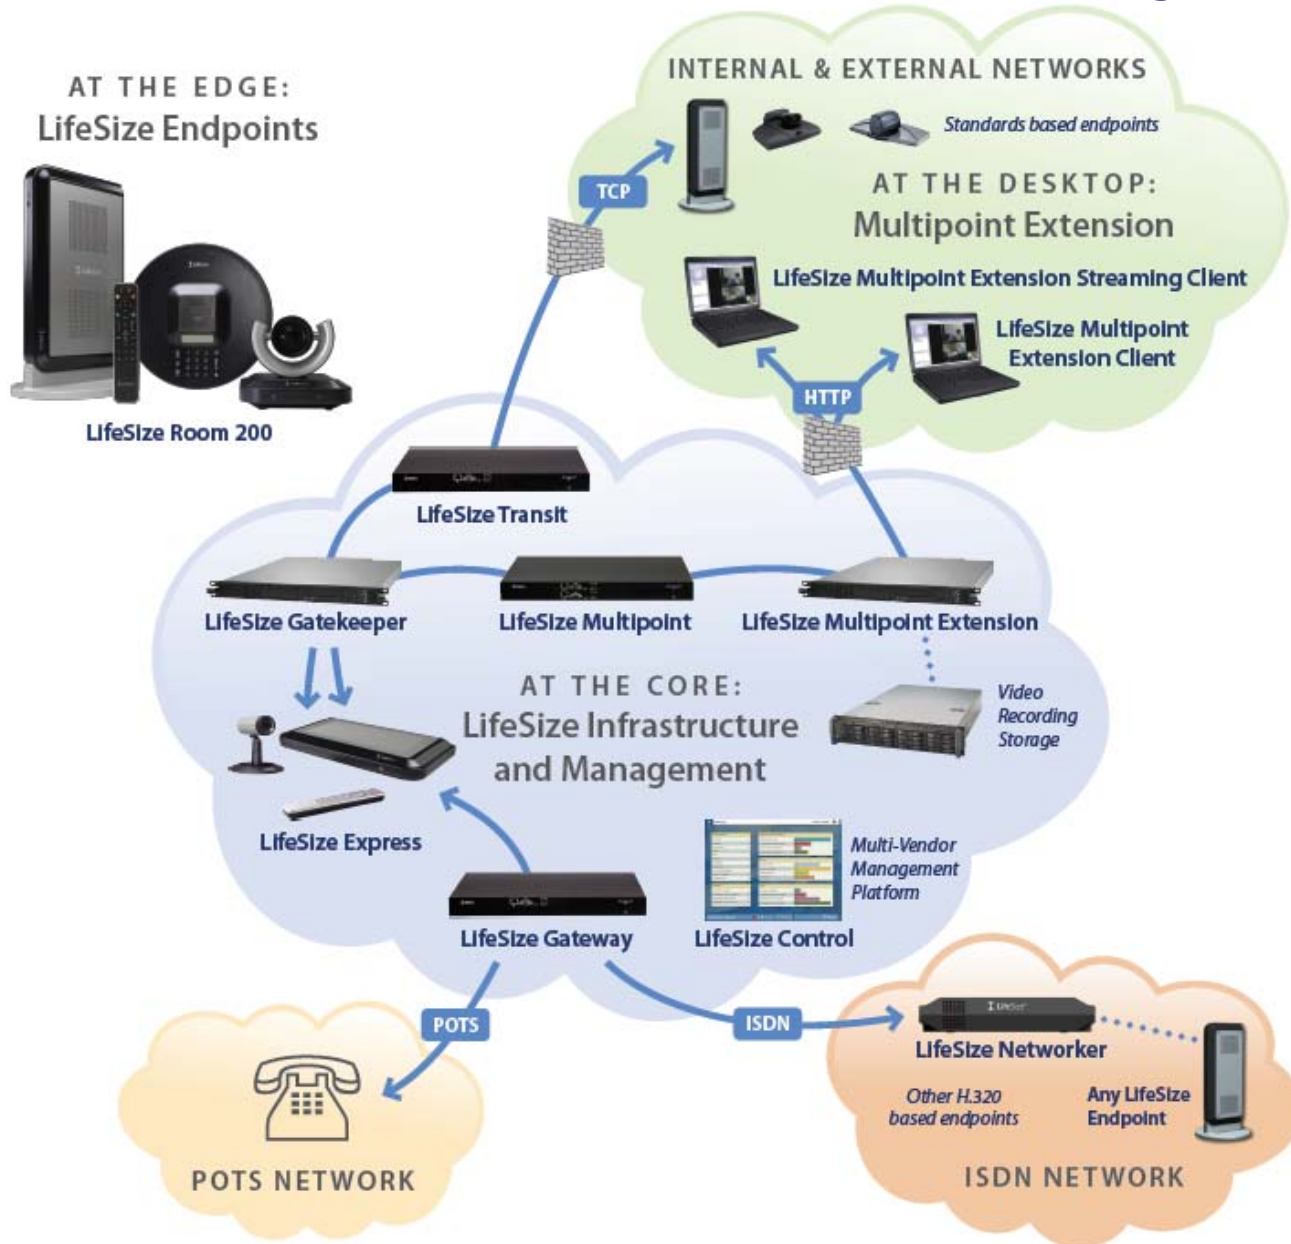 AT THE EDGE:
LifeSize Endpoints
LifeSize Room 200
INTERNAL & EXTERNAL NETWORKS
Standards based endpoints
TCP
AT THE DESKTOP:
Multipoint Extension
LifeSize Multipoint Extension Streaming Client
LifeSize Multipoint
Extension Client
HTTP
LifeSize Transit
LifeSize Gatekeeper
LifeSize Multipoint
LifeSize Multipoint Extension
AT THE CORE:
LifeSize Infrastructure
and Management
Video
Recording
Storage
LifeSize Express
Multi-Vendor
Management
Platform
LifeSize Gateway
LifeSize Control
POTS
ISDN
LifeSize
LifeSize Networker
Other H.320
based endpoints
Any LifeSize
Endpoint
POTS NETWORK
ISDN NETWORK